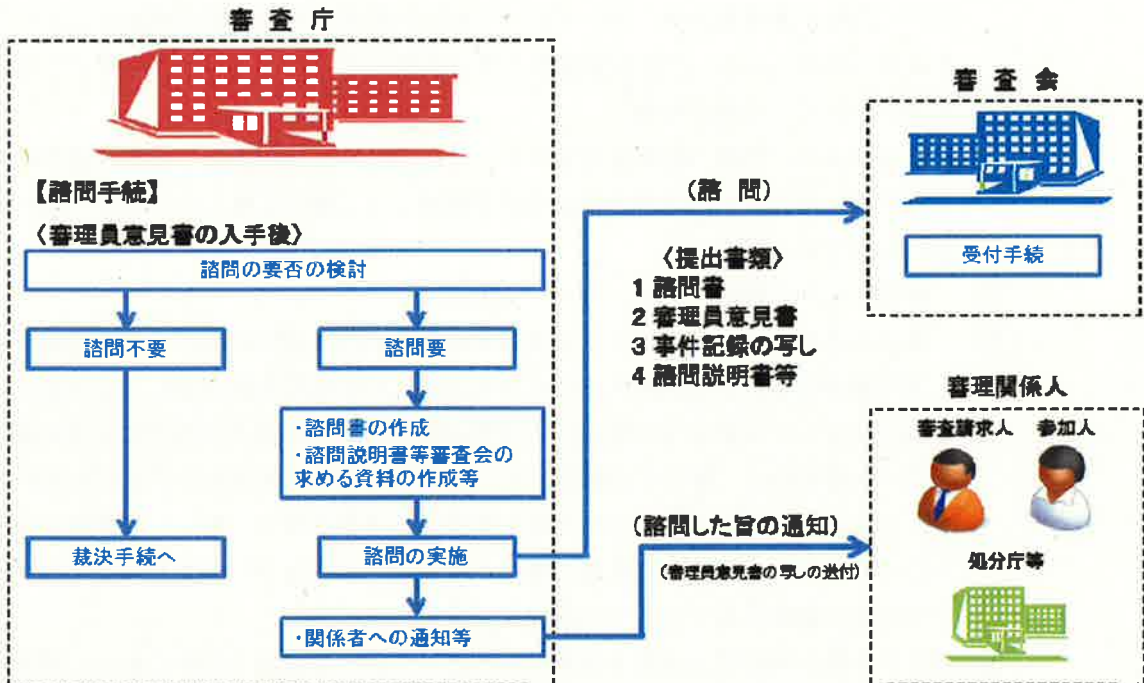 審査庁
【諮問手続】
〈審理員意見書の入手後〉
諮問の要否の検討
諮問不要
諮問要
・諮問書の作成
・諮問説明書等審査会の
求める資料の作成等
裁決手続へ
諮問の実施
・関係者への通知等
(諮問)
〈提出書類〉
1 諮問書
2 審理員意見書
3 事件記録の写し
4 諮問説明書等
(諮問した旨の通知)
(審理員意見書の写しの送付)
審査会
受付手続
審理関係人
審査請求人 参加人
処分庁等